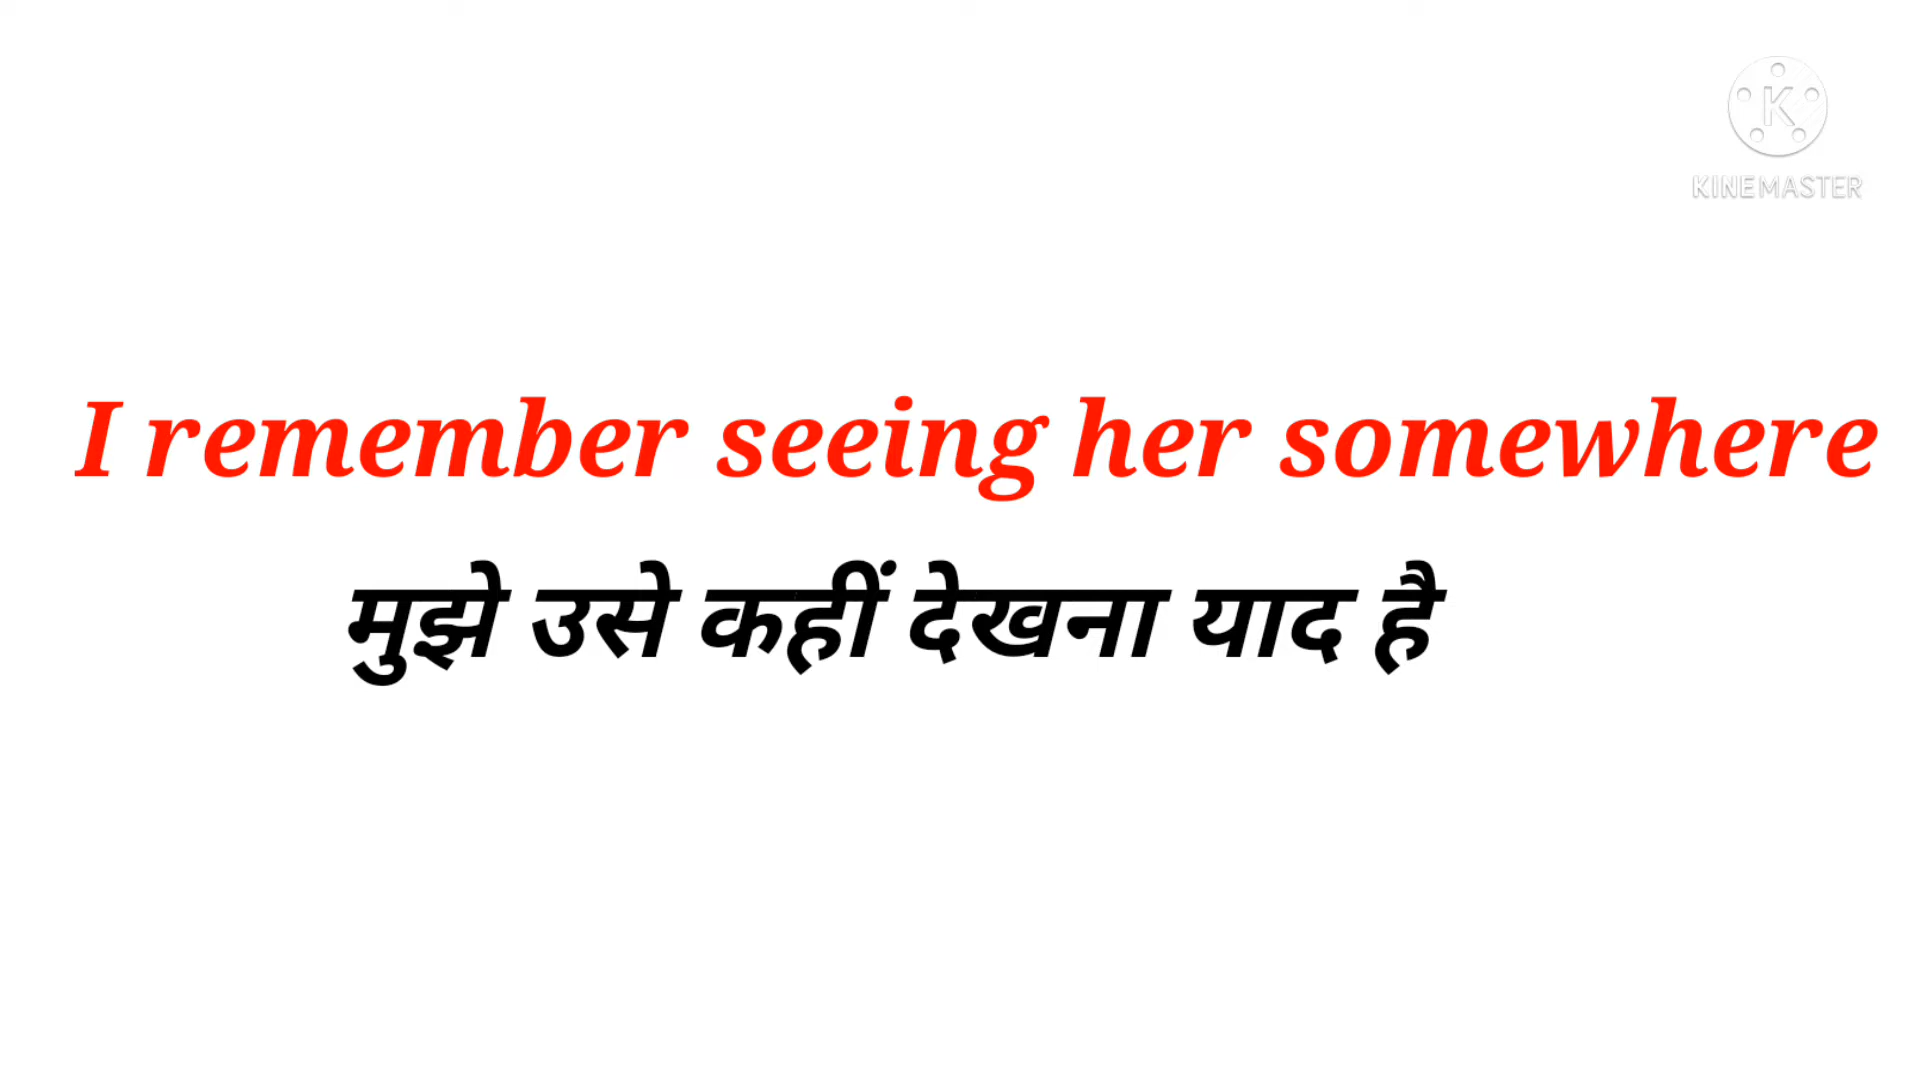 K
KINEMASTER
I remember seeing her somewhere
मुझे उसे कहीं देखना याद है